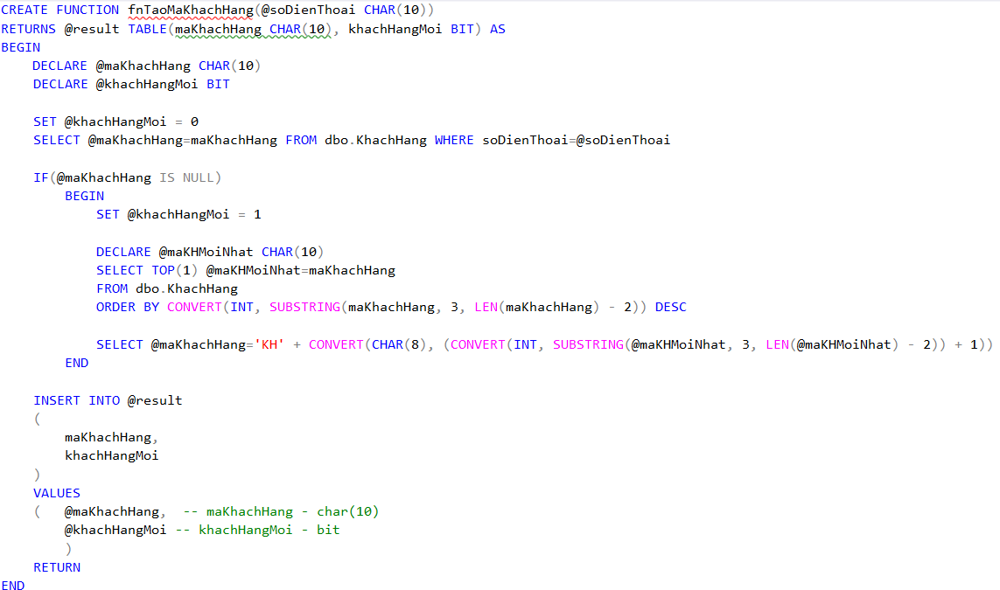 CREATE FUNCTION fnTaoMaKhachHang(@soDienThoai CHAR(10))
RETURNS @result TABLE(maKhachHang CHAR(10), khachHangMoi BIT) AS
BEGIN
    DECLARE @maKhachHang CHAR(10)
    DECLARE @khachHangMoi BIT

    SET @khachHangMoi = 0
    SELECT @maKhachHang=maKhachHang FROM dbo.KhachHang WHERE soDienThoai=@soDienThoai

    IF(@maKhachHang IS NULL)
        BEGIN
            SET @khachHangMoi = 1

            DECLARE @maKHMoiNhat CHAR(10)
            SELECT TOP(1) @maKHMoiNhat=maKhachHang
            FROM dbo.KhachHang
            ORDER BY CONVERT(INT, SUBSTRING(maKhachHang, 3, LEN(maKhachHang) - 2)) DESC

            SELECT @maKhachHang='KH' + CONVERT(CHAR(8), (CONVERT(INT, SUBSTRING(@maKHMoiNhat, 3, LEN(@maKHMoiNhat) - 2)) + 1))
        END

    INSERT INTO @result
    (
        maKhachHang,
        khachHangMoi
    )
    VALUES
    (   @maKhachHang,  -- maKhachHang - char(10)
        @khachHangMoi -- khachHangMoi - bit
        )
    RETURN
END